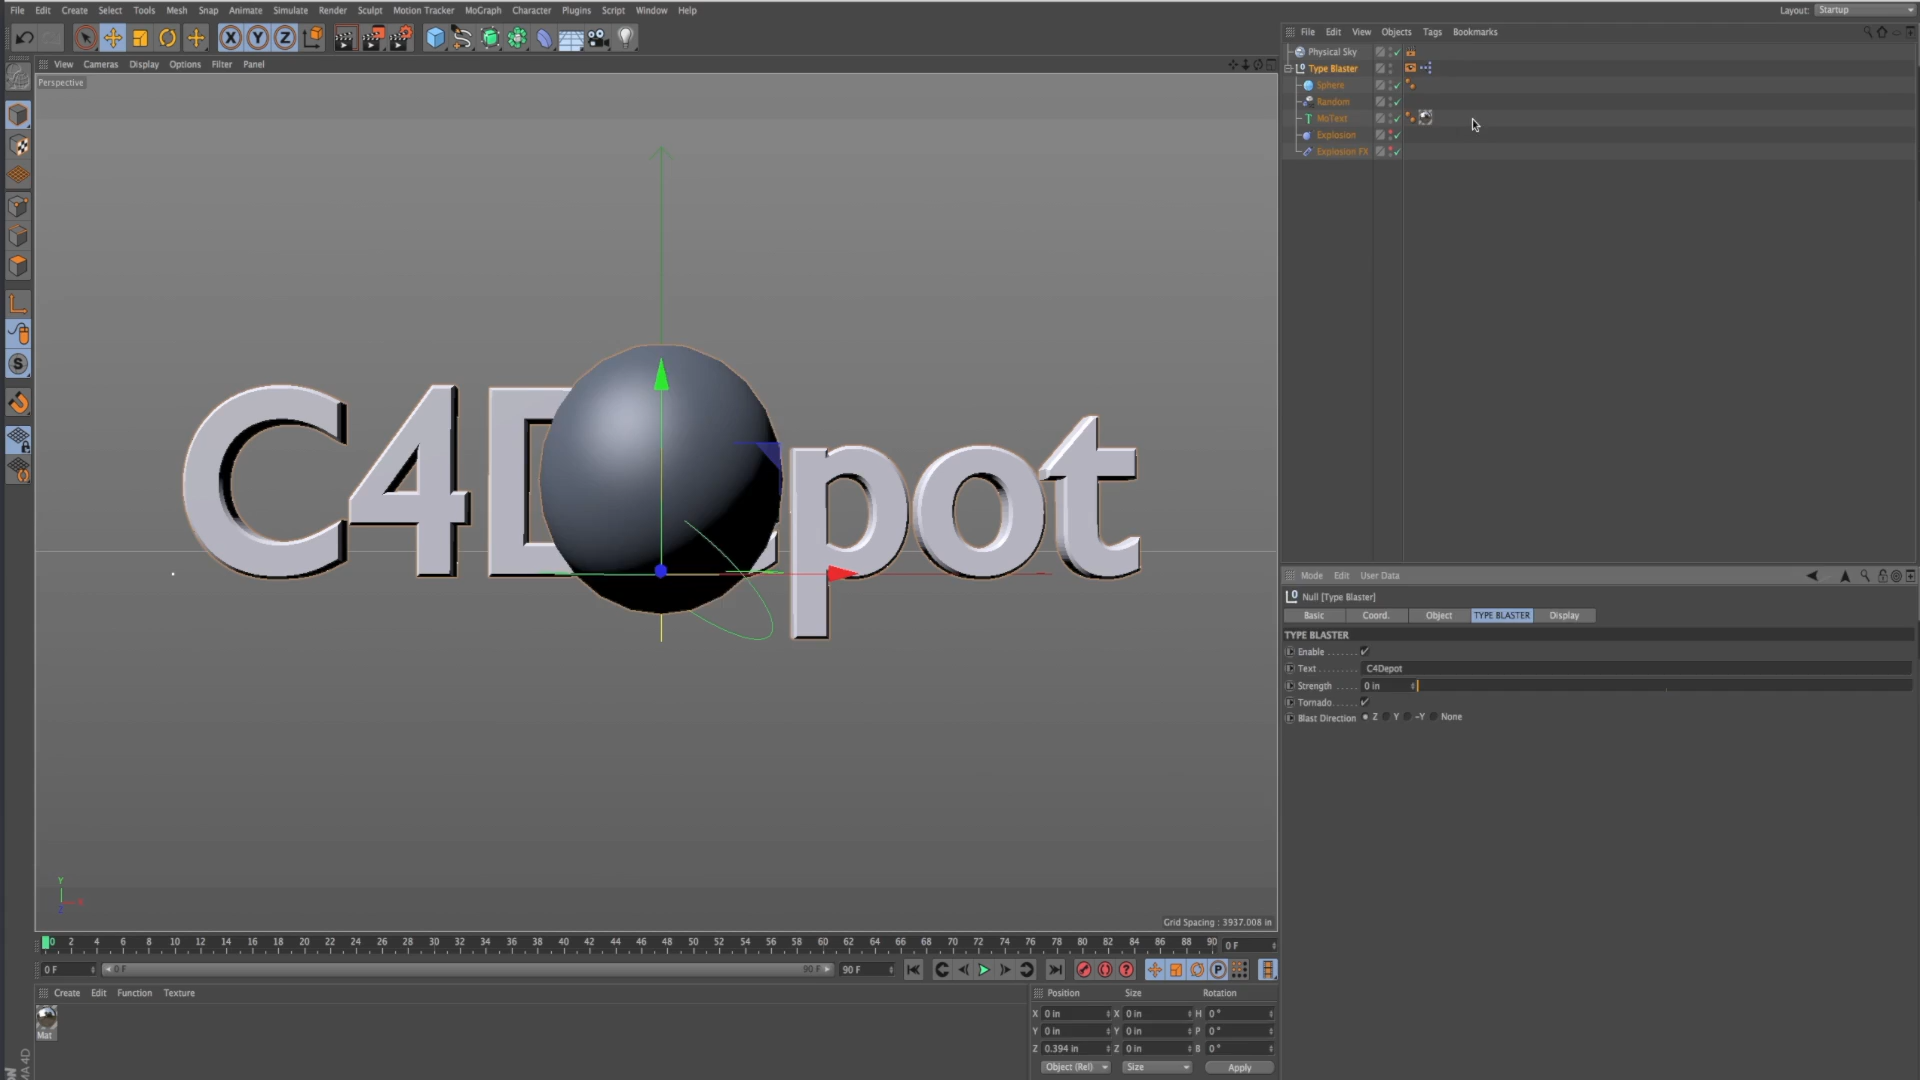 File Edit Create Select Tools Mesh Snap Animate Simulate Render Sculpt Motion Tracker MoGraph Character Plugins Script Window Help Layout: Startup
File Edit View Objects Tags Bookmarks
Physical Sky
Type Blaster
Sphere
Random
MoText
Explosion
Explosion FX
View Cameras Display Options Filter Panel
Perspective
C4Depot
Y
X
Z
Grid Spacing : 3937.008 in
Mode Edit User Data
Null [Type Blaster]
Basic Coord. Object TYPE BLASTER Display
TYPE BLASTER
Enable
Text C4Depot
Strength 0 in
Tornado
Blast Direction Z Y -Y None
0 2 4 6 8 10 12 14 16 18 20 22 24 26 28 30 32 34 36 38 40 42 44 46 48 50 52 54 56 58 60 62 64 66 68 70 72 74 76 78 80 82 84 86 88 90 0 F
0 F 0 F 90 F 90 F
Create Edit Function Texture
Mat
Position Size Rotation
X 0 in X 0 in H 0 °
Y 0 in Y 0 in P 0 °
Z 0.394 in Z 0 in B 0 °
Object (Rel) Size Apply